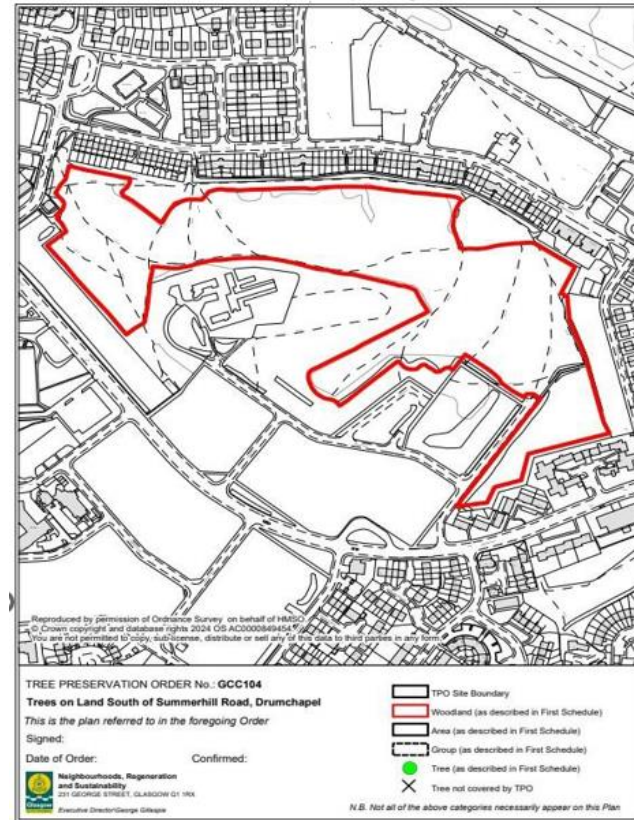 Reproduced by permission of Ordnance Survey on behalf of HMSO.
© Crown copyright and database rights 2024 OS AC0000849454.
You are not permitted to copy, sub-license, distribute or sell any of this data to third parties in any form.
TREE PRESERVATION ORDER No.: GCC104
Trees on Land South of Summerhill Road, Drumchapel
This is the plan referred to in the foregoing Order
Signed:
Date of Order: Confirmed:
Glasgow
Neighbourhoods, Regeneration
and Sustainability
231 GEORGE STREET, GLASGOW G1 1RX
Executive Director George Gillespie
TPO Site Boundary
Woodland (as described in First Schedule)
Area (as described in First Schedule)
Group (as described in First Schedule)
Tree (as described in First Schedule)
Tree not covered by TPO
N.B. Not all of the above categories necessarily appear on this Plan